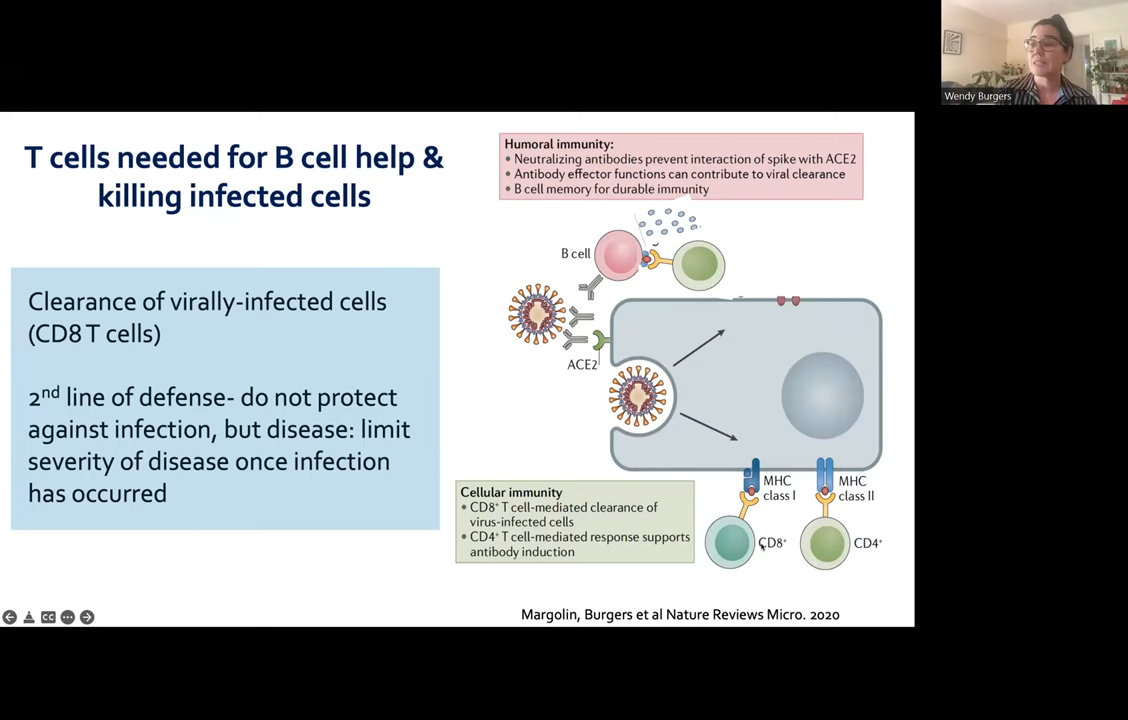 Wendy Burgers
T cells needed for B cell help &
killing infected cells
Clearance of virally-infected cells
(CD8 T cells)
2nd line of defense- do not protect
against infection, but disease: limit
severity of disease once infection
has occurred
Humoral immunity:
• Neutralizing antibodies prevent interaction of spike with ACE2
• Antibody effector functions can contribute to viral clearance
• B cell memory for durable immunity
B cell
ACE2
MHC
class I
MHC
class II
CD8+
CD4+
Cellular immunity
• CD8+ T cell-mediated clearance of
virus-infected cells
• CD4+ T cell-mediated response supports
antibody induction
Margolin, Burgers et al Nature Reviews Micro. 2020
CC